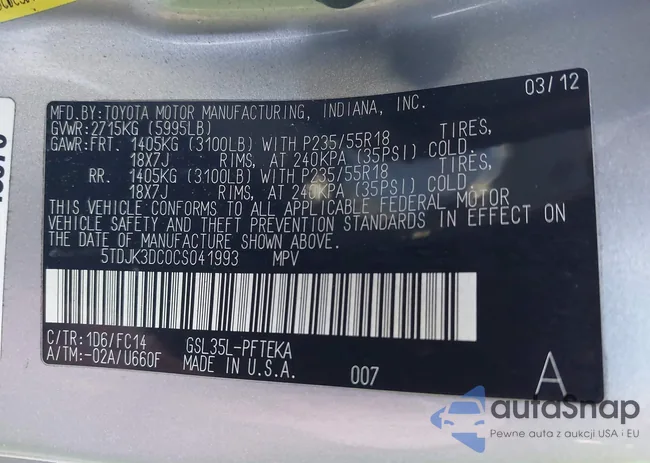 03/12
MFD.BY: TOYOTA MOTOR MANUFACTURING, INDIANA, INC.
GVWR: 2715KG (5995LB)
GAWR: FRT. 1405KG (3100LB) WITH P235/55R18 TIRES,
18X7J RIMS, AT 240KPA (35PSI) COLD.
RR. 1405KG (3100LB) WITH P235/55R18 TIRES,
18X7J RIMS, AT 240KPA (35PSI) COLD.
THIS VEHICLE CONFORMS TO ALL APPLICABLE FEDERAL MOTOR
VEHICLE SAFETY AND THEFT PREVENTION STANDARDS IN EFFECT ON
THE DATE OF MANUFACTURE SHOWN ABOVE.
5TDJK3DC0CS041993 MPV
C/TR: 1D6/FC14 GSL35L-PFTEKA
A/TM: -02A/U660F MADE IN U.S.A. 007 A
autoSnap
Pewne auta z aukcji USA i EU